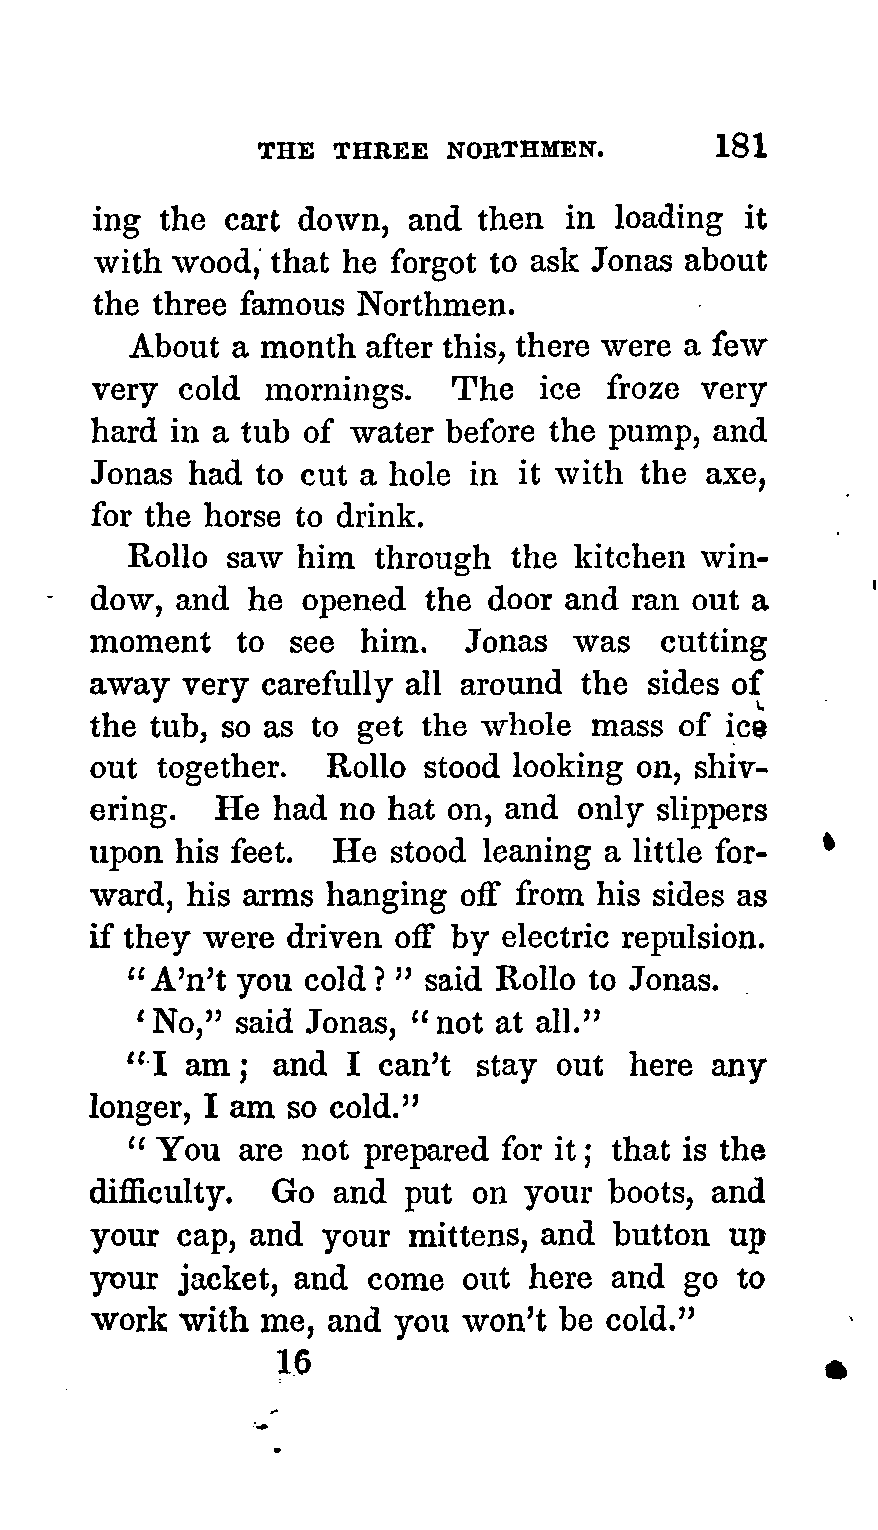 THE THREE NORTHMEN. 181
ing the cart down, and then in loading it
with wood, that he forgot to ask Jonas about
the three famous Northmen.
About a month after this, there were a few
very cold mornings. The ice froze very
hard in a tub of water before the pump, and
Jonas had to cut a hole in it with the axe,
for the horse to drink.
Rollo saw him through the kitchen win-
dow, and he opened the door and ran out a
moment to see him. Jonas was cutting
away very carefully all around the sides of
the tub, so as to get the whole mass of ice
out together. Rollo stood looking on, shiv-
ering. He had no hat on, and only slippers
upon his feet. He stood leaning a little for-
ward, his arms hanging off from his sides as
if they were driven off by electric repulsion.
"A'n't you cold?" said Rollo to Jonas.
'No," said Jonas, "not at all."
"I am; and I can't stay out here any
longer, I am so cold."
"You are not prepared for it; that is the
difficulty. Go and put on your boots, and
your cap, and your mittens, and button up
your jacket, and come out here and go to
work with me, and you won't be cold."
16